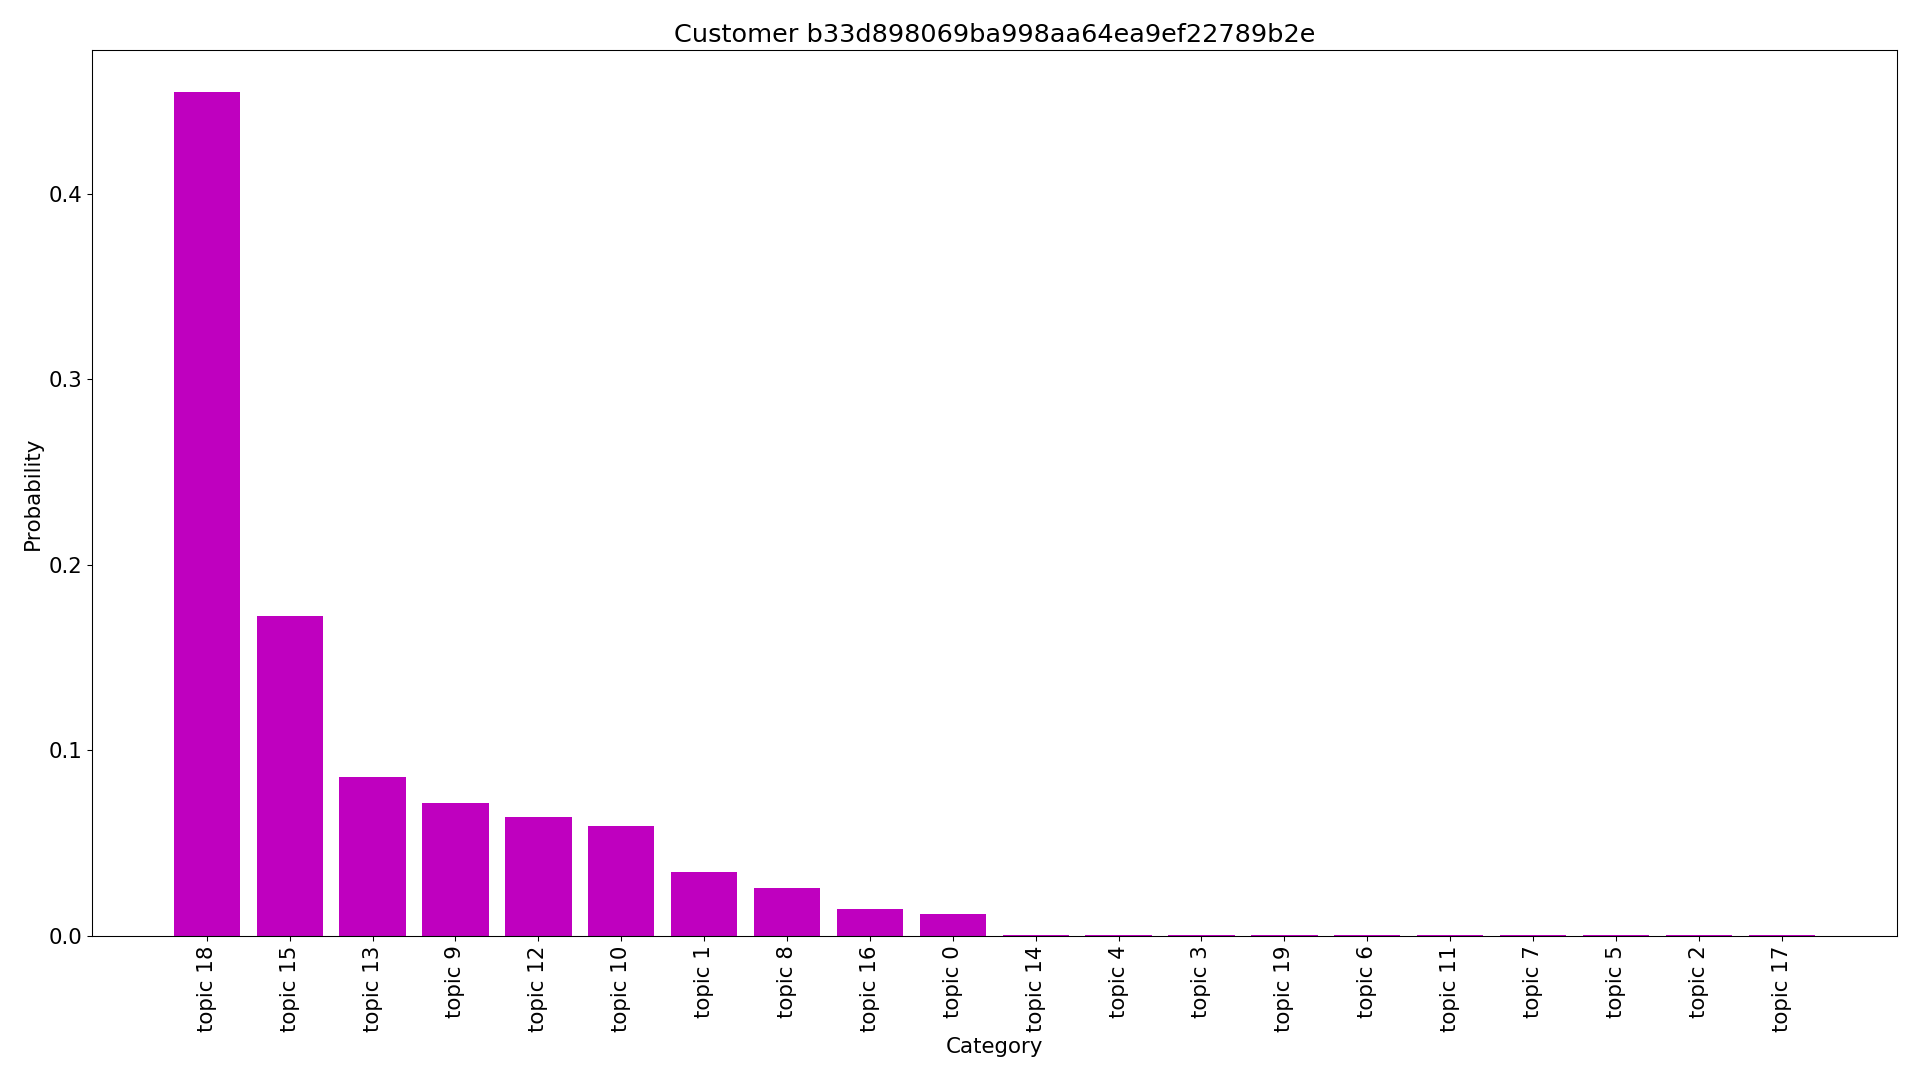 Customer b33d898069ba998aa64ea9ef22789b2e
Probability
0.4
0.3
0.2
0.1
0.0
topic 18
topic 15
topic 13
topic 9
topic 12
topic 10
topic 1
topic 8
topic 16
topic 0
topic 14
topic 4
topic 3
topic 19
topic 6
topic 11
topic 7
topic 5
topic 2
topic 17
Category